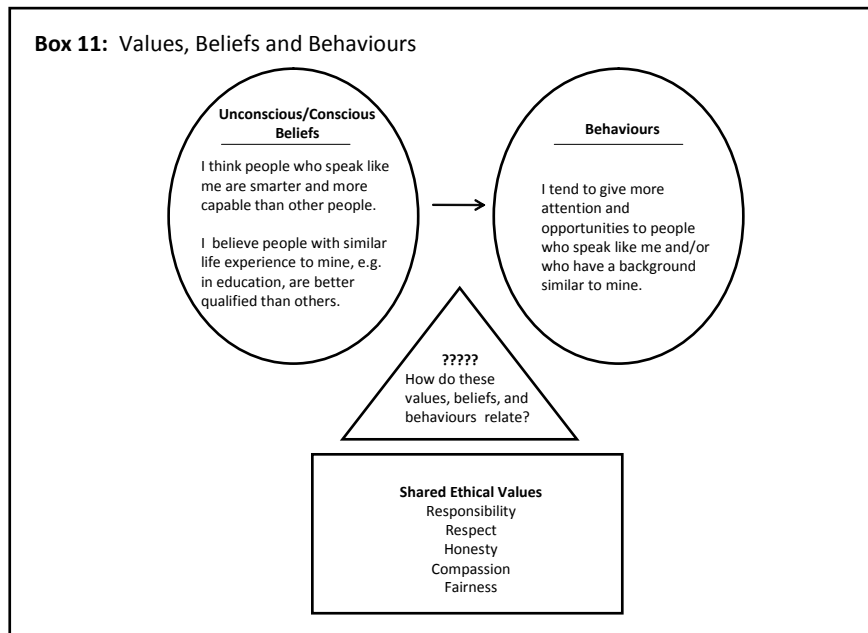 Box 11: Values, Beliefs and Behaviours
Unconscious/Conscious
Beliefs
I think people who speak like
me are smarter and more
capable than other people.
I believe people with similar
life experience to mine, e.g.
in education, are better
qualified than others.
Behaviours
I tend to give more
attention and
opportunities to people
who speak like me and/or
who have a background
similar to mine.
?????
How do these
values, beliefs, and
behaviours relate?
Shared Ethical Values
Responsibility
Respect
Honesty
Compassion
Fairness